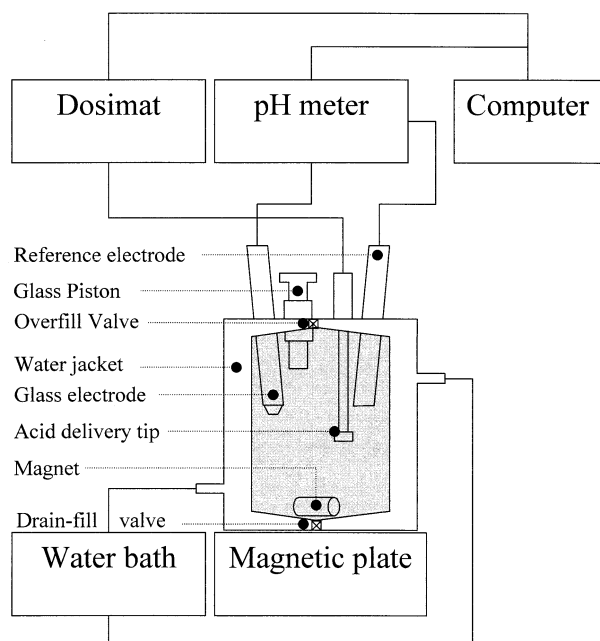 Dosimat
pH meter
Computer
Reference electrode
Glass Piston
Overfill Valve
Water jacket
Glass electrode
Acid delivery tip
Magnet
Drain-fill valve
Water bath
Magnetic plate